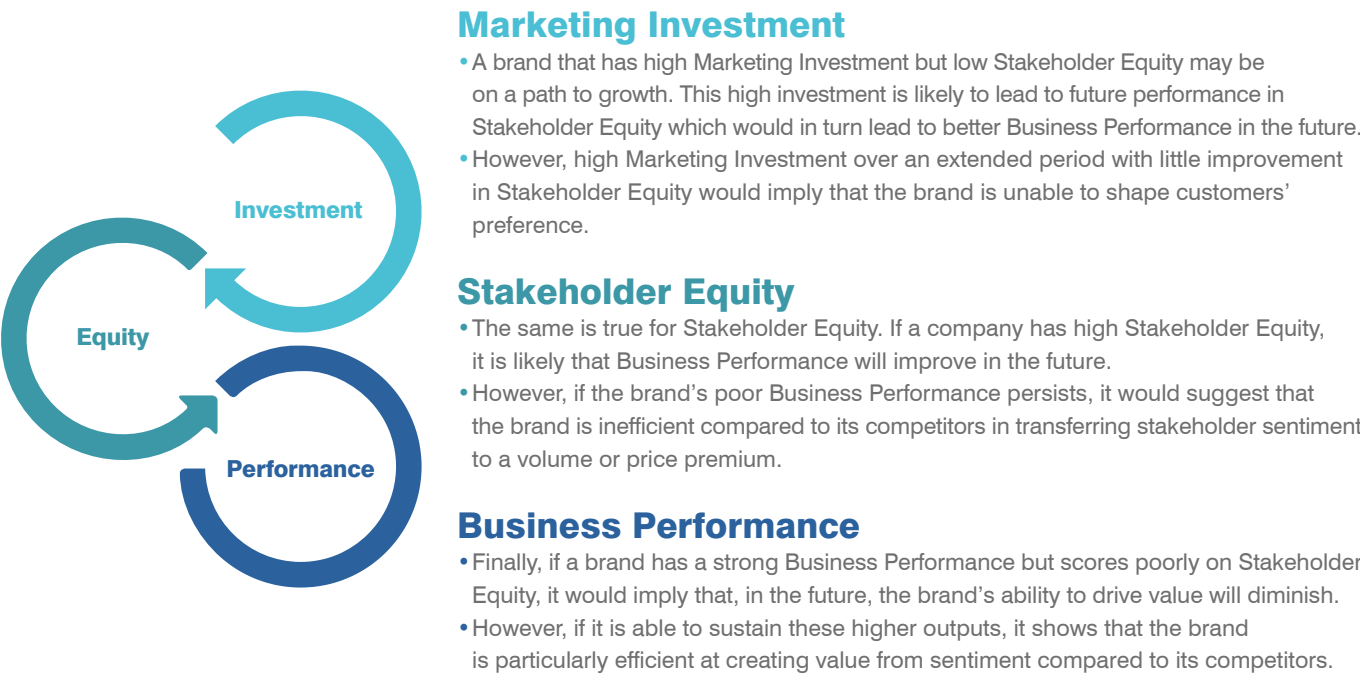 Marketing Investment
•A brand that has high Marketing Investment but low Stakeholder Equity may be
on a path to growth. This high investment is likely to lead to future performance in
Stakeholder Equity which would in turn lead to better Business Performance in the future.
•However, high Marketing Investment over an extended period with little improvement
in Stakeholder Equity would imply that the brand is unable to shape customers’
preference.
Investment
Stakeholder Equity
•The same is true for Stakeholder Equity. If a company has high Stakeholder Equity,
it is likely that Business Performance will improve in the future.
•However, if the brand’s poor Business Performance persists, it would suggest that
the brand is inefficient compared to its competitors in transferring stakeholder sentiment
to a volume or price premium.
Equity
Performance
Business Performance
•Finally, if a brand has a strong Business Performance but scores poorly on Stakeholder
Equity, it would imply that, in the future, the brand’s ability to drive value will diminish.
•However, if it is able to sustain these higher outputs, it shows that the brand
is particularly efficient at creating value from sentiment compared to its competitors.